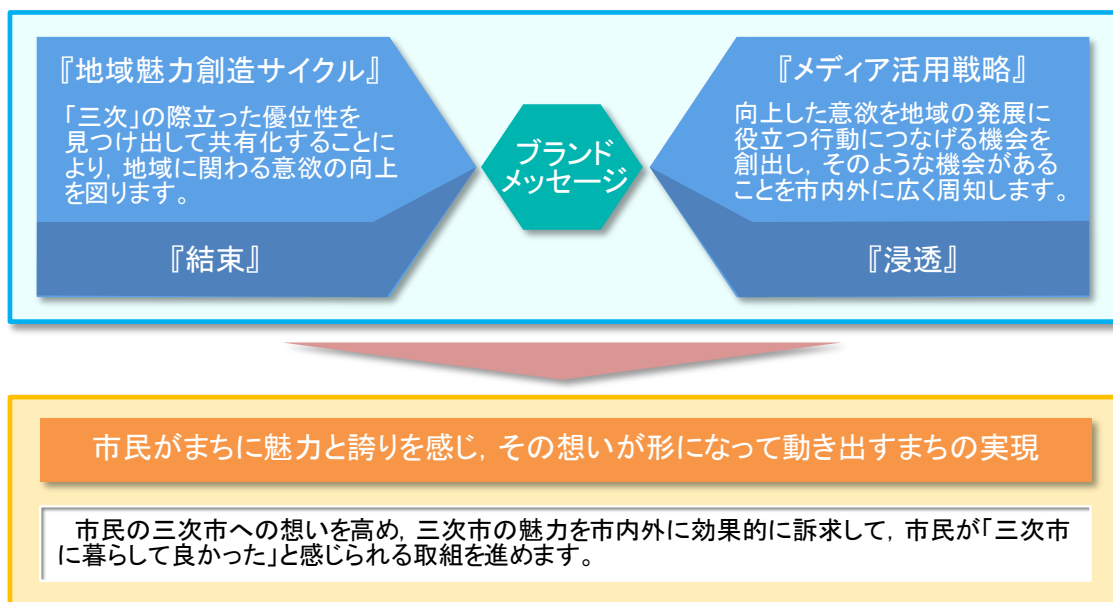 『地域魅力創造サイクル』
「三次」の際立った優位性を
見つけ出して共有化することに
より,地域に関わる意欲の向上
を図ります。
『結束』
ブランド
メッセージ
『メディア活用戦略』
向上した意欲を地域の発展に
役立つ行動につなげる機会を
創出し,そのような機会がある
ことを市内外に広く周知します。
『浸透』
市民がまちに魅力と誇りを感じ,その想いが形になって動き出すまちの実現
市民の三次市への想いを高め,三次市の魅力を市内外に効果的に訴求して,市民が「三次市
に暮らして良かった」と感じられる取組を進めます。